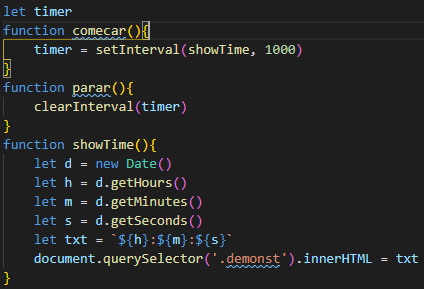 let timer
function comecar(){
    timer = setInterval(showTime, 1000)
}
function parar(){
    clearInterval(timer)
}
function showTime(){
    let d = new Date()
    let h = d.getHours()
    let m = d.getMinutes()
    let s = d.getSeconds()
    let txt = `${h}:${m}:${s}`
    document.querySelector('.demonst').innerHTML = txt
}